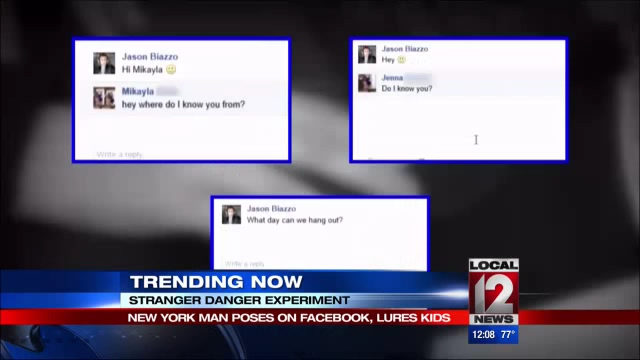 Jason Biazzo
Hi Mikayla
Mikayla
hey where do I know you from?
Write a reply
Jason Biazzo
Hey
Jenna
Do I know you?
Jason Biazzo
What day can we hang out?
Write a reply
TRENDING NOW
STRANGER DANGER EXPERIMENT
NEW YORK MAN POSES ON FACEBOOK, LURES KIDS
LOCAL
12
NEWS
12:08 77°